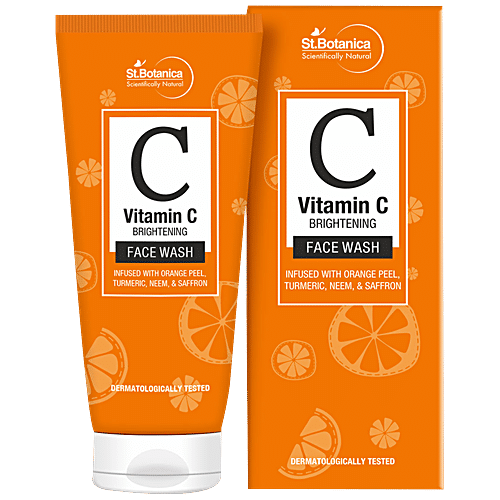 St.Botanica
Scientifically Natural
C
Vitamin C
BRIGHTENING
FACE WASH
INFUSED WITH ORANGE PEEL,
TURMERIC, NEEM, & SAFFRON
DERMATOLOGICALLY TESTED
St.Botanica
Scientifically Natural
C
Vitamin C
BRIGHTENING
FACE WASH
INFUSED WITH ORANGE PEEL,
TURMERIC, NEEM, & SAFFRON
DERMATOLOGICALLY TESTED